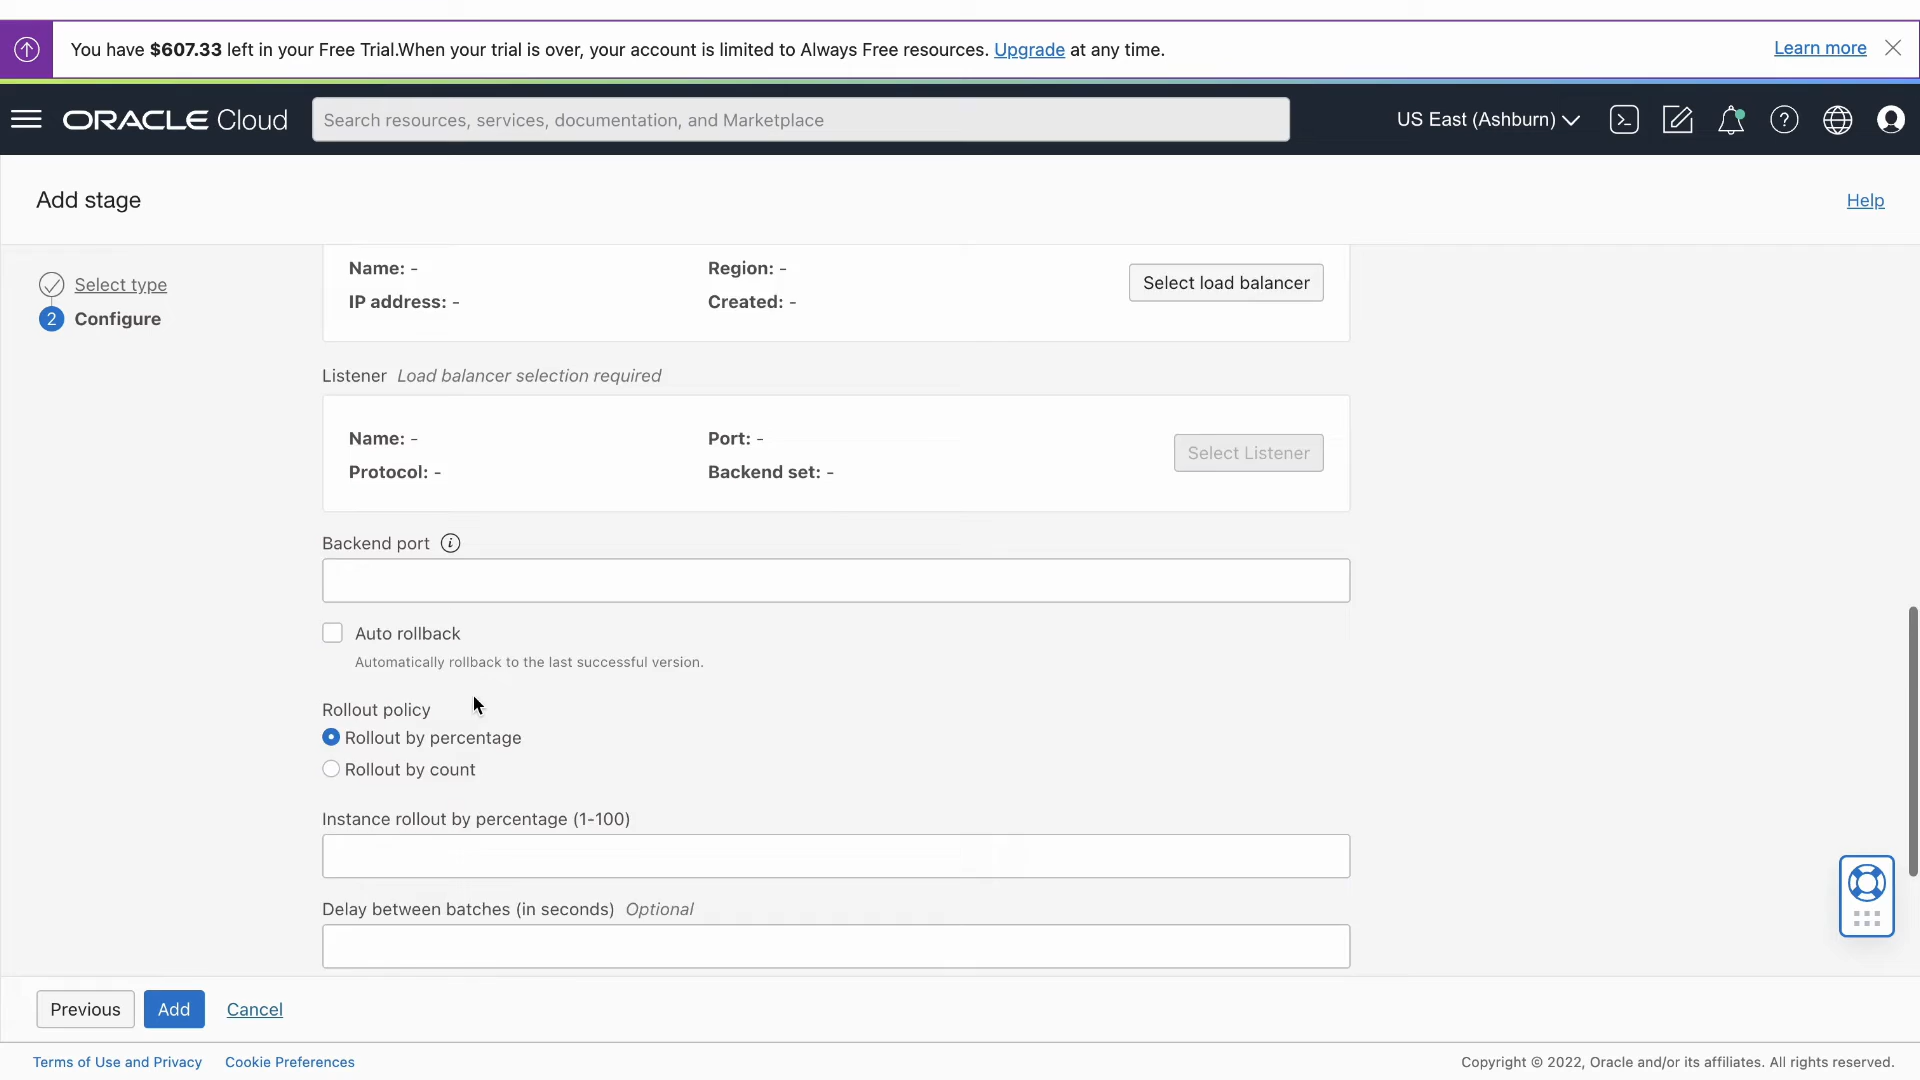 You have $607.33 left in your Free Trial.When your trial is over, your account is limited to Always Free resources. Upgrade at any time.
Learn more
ORACLE Cloud
Search resources, services, documentation, and Marketplace
US East (Ashburn)
Add stage
Help
Select type
2 Configure
Name: -
Region: -
Select load balancer
IP address: -
Created: -
Listener Load balancer selection required
Name: -
Port: -
Select Listener
Protocol: -
Backend set: -
Backend port
Auto rollback
Automatically rollback to the last successful version.
Rollout policy
Rollout by percentage
Rollout by count
Instance rollout by percentage (1-100)
Delay between batches (in seconds) Optional
Previous
Add
Cancel
Terms of Use and Privacy
Cookie Preferences
Copyright © 2022, Oracle and/or its affiliates. All rights reserved.